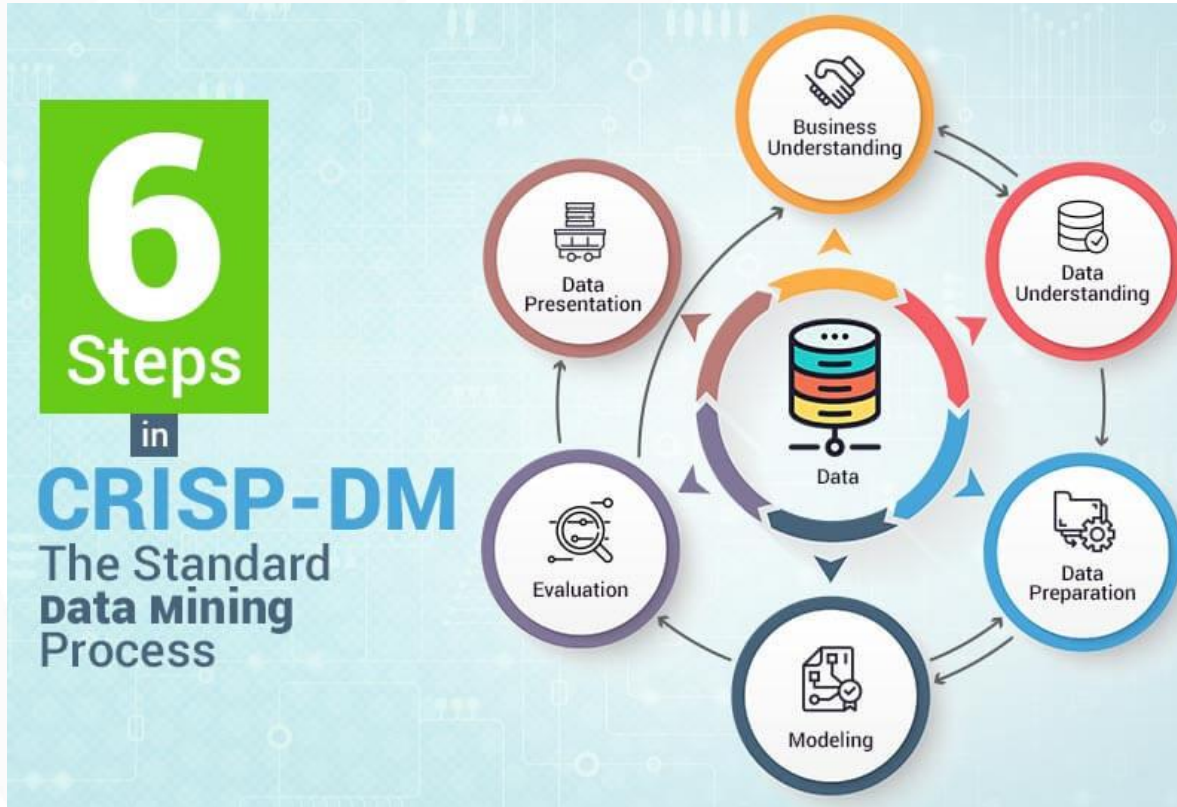 6
Steps
in
CRISP-DM
The Standard
Data Mining
Process
Business
Understanding
Data
Understanding
Data
Preparation
Modeling
Evaluation
Data
Presentation
Data